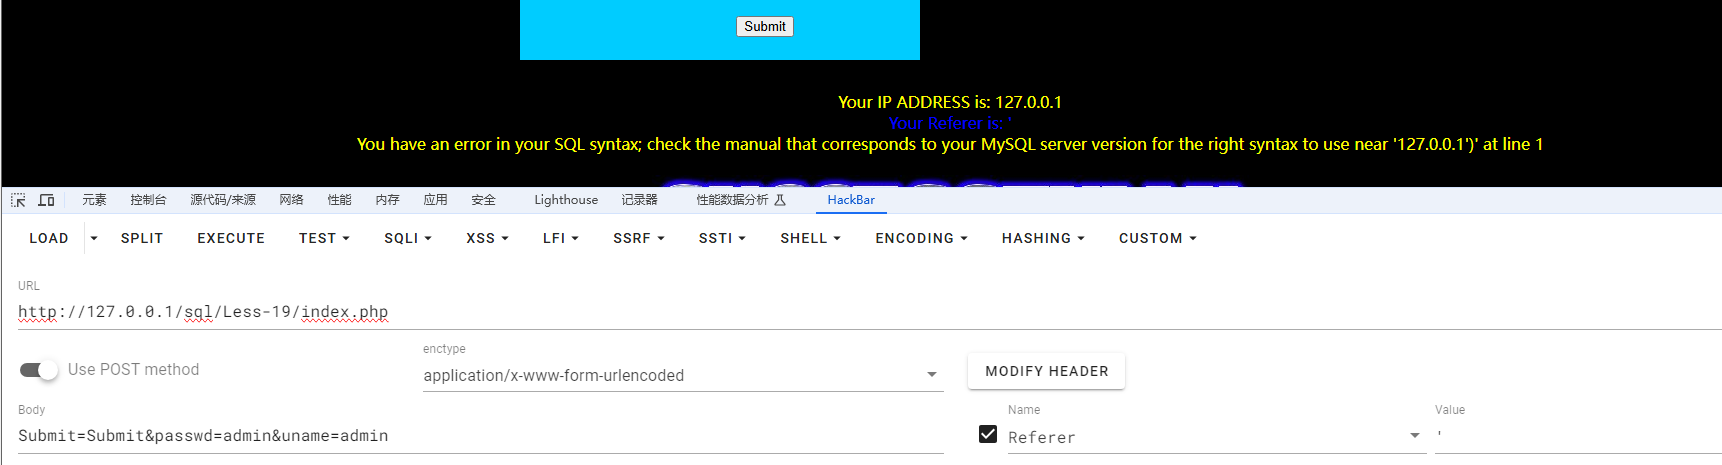 Submit
Your IP ADDRESS is: 127.0.0.1
Your Referer is: '
You have an error in your SQL syntax; check the manual that corresponds to your MySQL server version for the right syntax to use near '127.0.0.1')' at line 1
元素 控制台 源代码/来源 网络 性能 内存 应用 安全 Lighthouse 记录器 性能数据分析 HackBar
LOAD SPLIT EXECUTE TEST SQLI XSS LFI SSRF SSTI SHELL ENCODING HASHING CUSTOM
URL
http://127.0.0.1/sql/Less-19/index.php
Use POST method
enctype
application/x-www-form-urlencoded
MODIFY HEADER
Body
Submit=Submit&passwd=admin&uname=admin
Name
Referer
Value
'